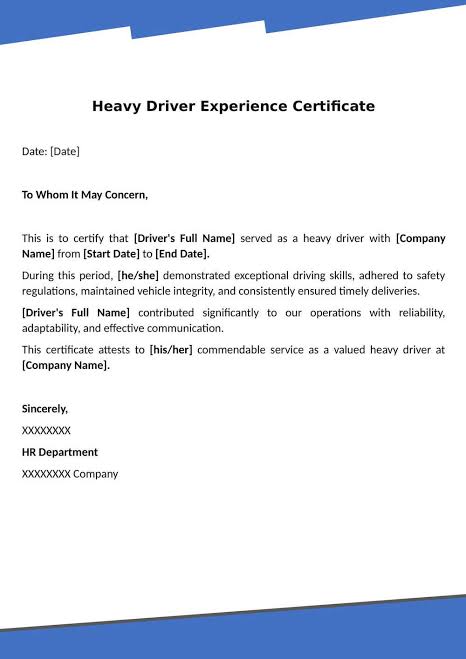 Heavy Driver Experience Certificate
Date: [Date]
To Whom It May Concern,
This is to certify that [Driver's Full Name] served as a heavy driver with [Company
Name] from [Start Date] to [End Date].
During this period, [he/she] demonstrated exceptional driving skills, adhered to safety
regulations, maintained vehicle integrity, and consistently ensured timely deliveries.
[Driver's Full Name] contributed significantly to our operations with reliability,
adaptability, and effective communication.
This certificate attests to [his/her] commendable service as a valued heavy driver at
[Company Name].
Sincerely,
XXXXXXXX
HR Department
XXXXXXXX Company